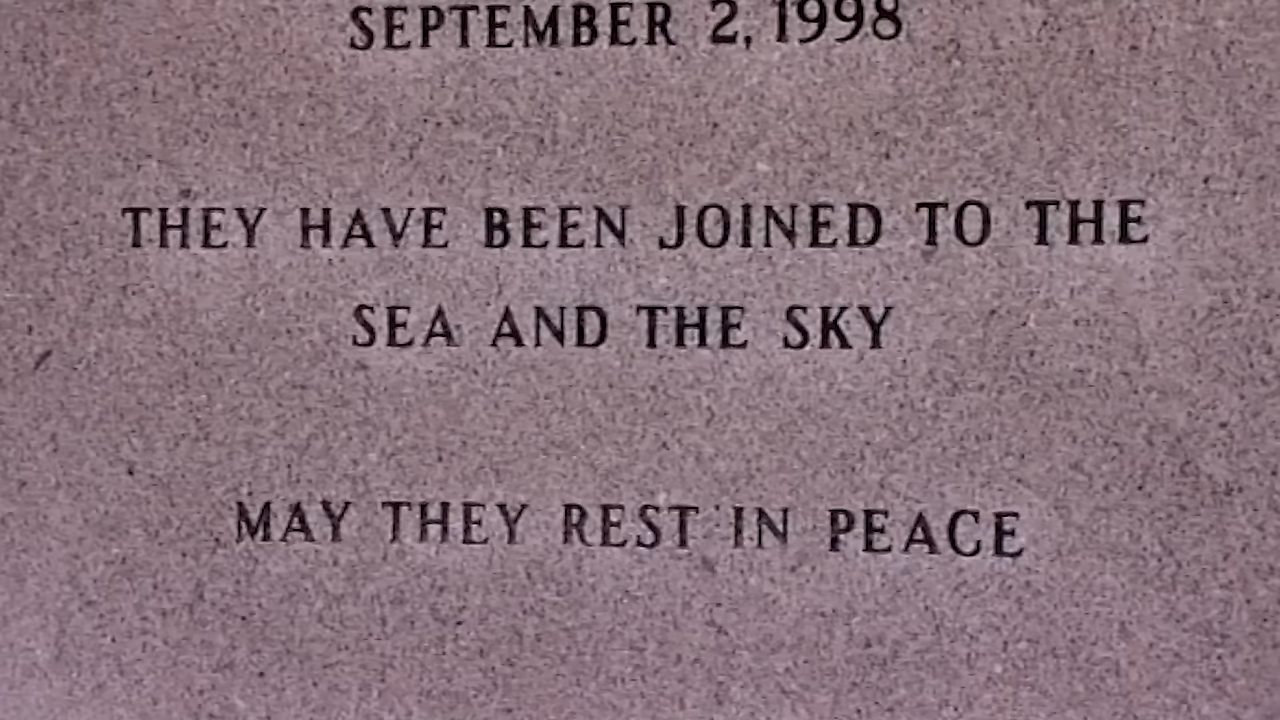 SEPTEMBER 2, 1998
THEY HAVE BEEN JOINED TO THE
SEA AND THE SKY
MAY THEY REST IN PEACE